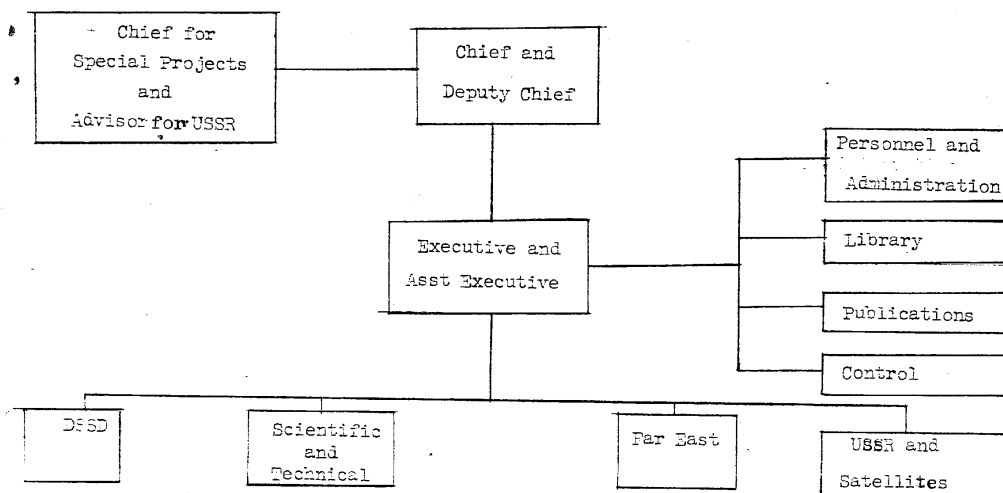 Chief for
Special Projects
and
Advisor for USSR
Chief and
Deputy Chief
Personnel and
Administration
Executive and
Asst Executive
Library
Publications
Control
DSSD
Scientific
and
Technical
Far East
USSR and
Satellites